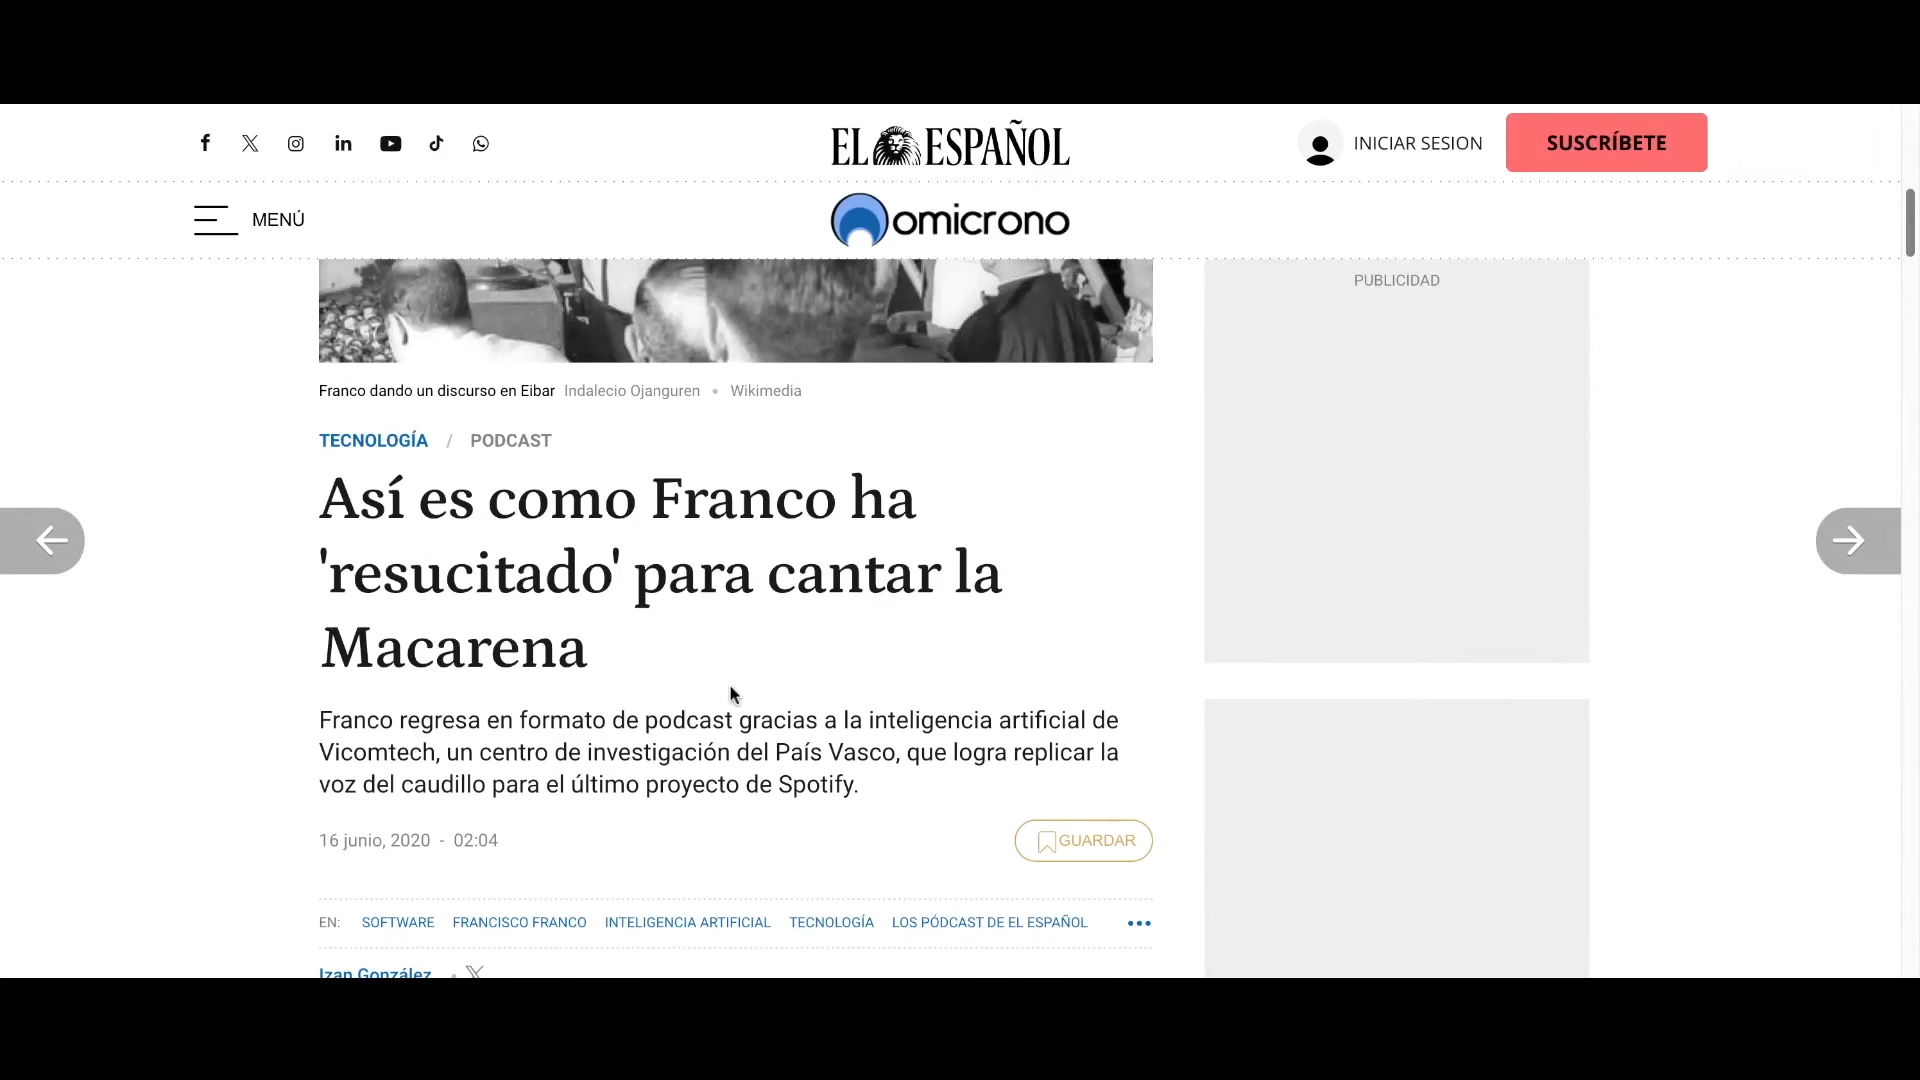 EL ESPAÑOL
INICIAR SESION
SUSCRÍBETE
MENÚ
omicrono
PUBLICIDAD
Franco dando un discurso en Eibar Indalecio Ojanguren • Wikimedia
TECNOLOGÍA / PODCAST
Así es como Franco ha
'resucitado' para cantar la
Macarena
Franco regresa en formato de podcast gracias a la inteligencia artificial de
Vicomtech, un centro de investigación del País Vasco, que logra replicar la
voz del caudillo para el último proyecto de Spotify.
16 junio, 2020 - 02:04
GUARDAR
EN: SOFTWARE FRANCISCO FRANCO INTELIGENCIA ARTIFICIAL TECNOLOGÍA LOS PÓDCAST DE EL ESPAÑOL
Izan González